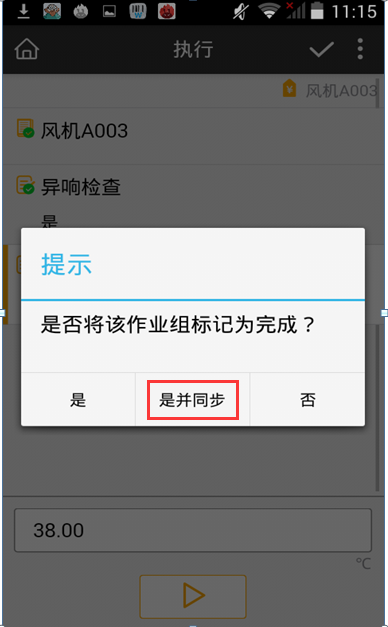 11:15
执行
风机A003
风机A003
异响检查
是
提示
是否将该作业组标记为完成？
是
是并同步
否
38.00
℃